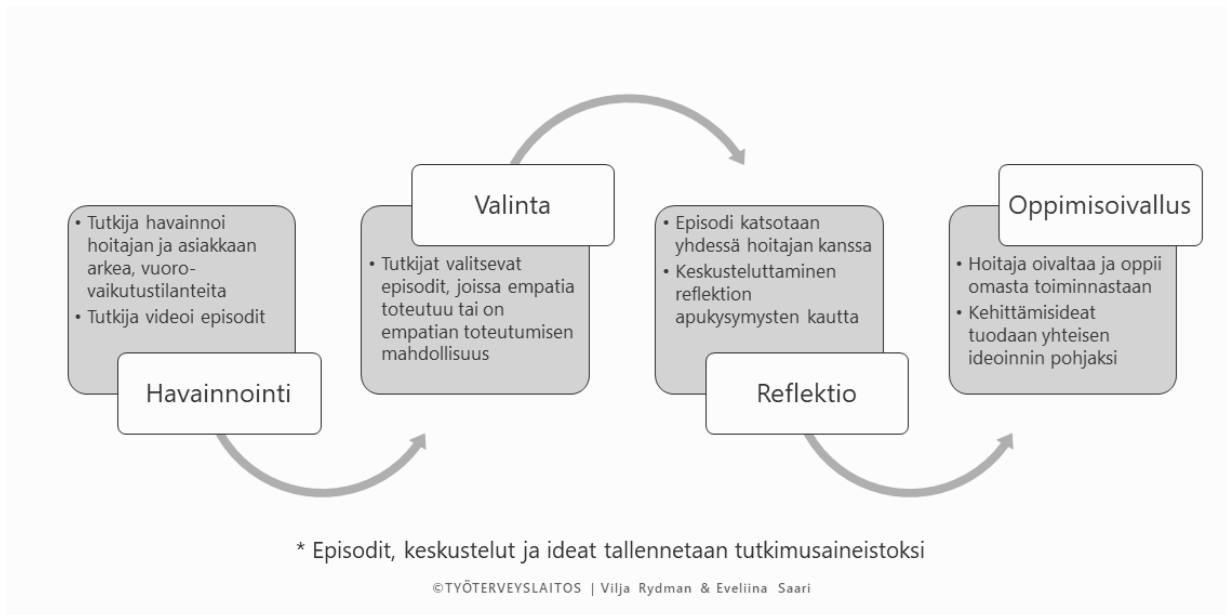 • Tutkija havainnoi
hoitajan ja asiakkaan
arkea, vuoro-
vaikutustilanteita
• Tutkija videoi episodit
Havainnointi
Valinta
• Tutkijat valitsevat
episodit, joissa empatia
toteutuu tai on
empatian toteutumisen
mahdollisuus
• Episodi katsotaan
yhdessä hoitajan kanssa
• Keskusteluttaminen
reflektion
apukysymysten kautta
Reflektio
Oppimisoivallus
• Hoitaja oivaltaa ja oppii
omasta toiminnastaan
• Kehittämisideat
tuodaan yhteisen
ideoinnin pohjaksi
* Episodit, keskustelut ja ideat tallennetaan tutkimusaineistoksi
©TYÖTERVEYSLAITOS | Vilja Rydman & Eveliina Saari